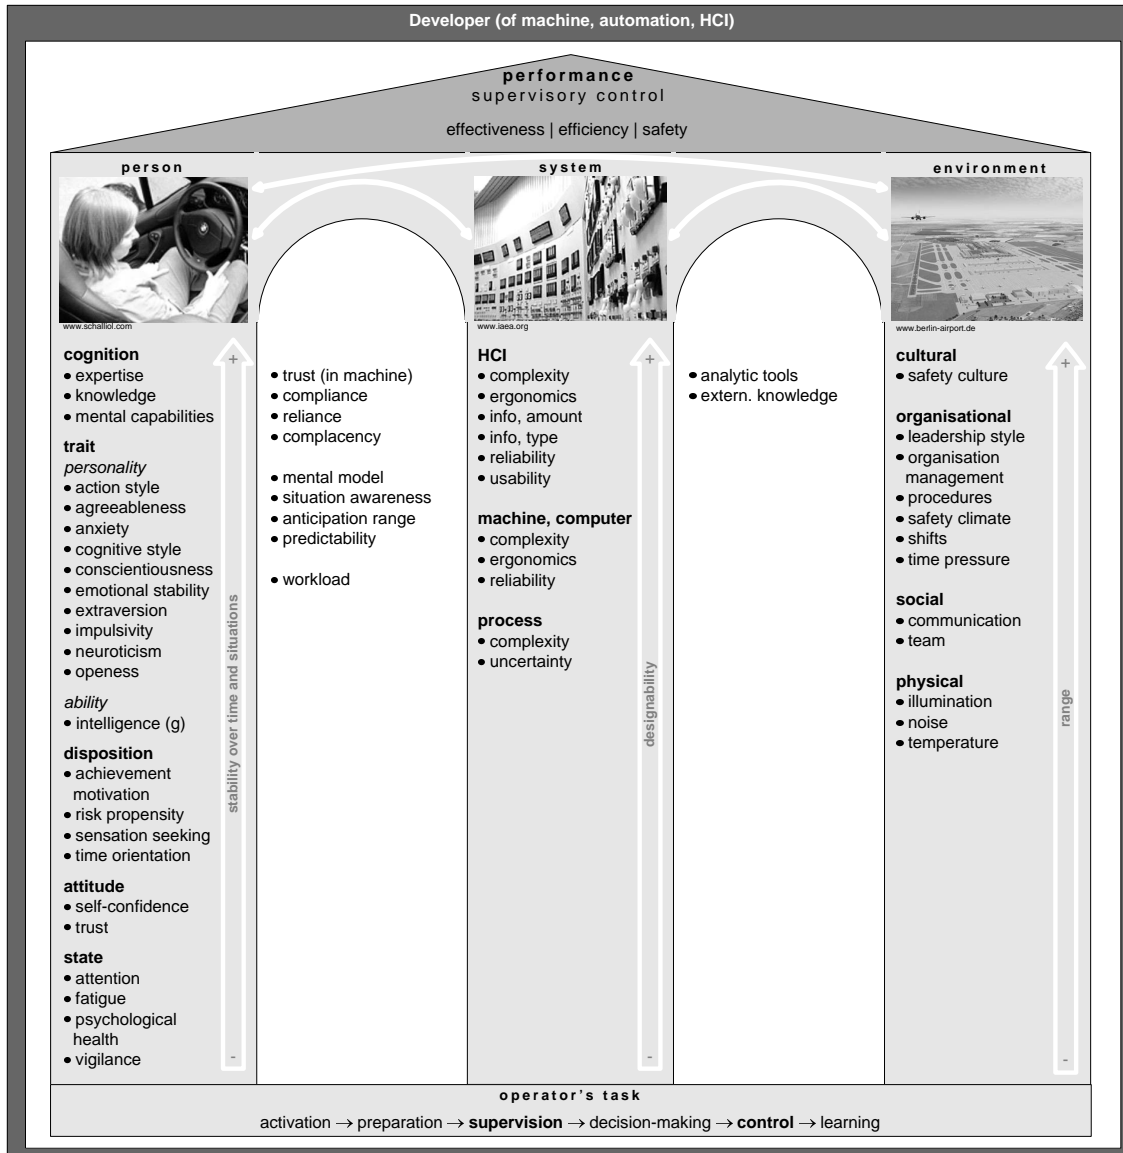 Developer (of machine, automation, HCI)
performance
supervisory control
effectiveness | efficiency | safety
person
system
environment
www.schalliol.com
www.iaea.org
www.berlin-airport.de
cognition
• expertise
• knowledge
• mental capabilities
trait
personality
• action style
• agreeableness
• anxiety
• cognitive style
• conscientiousness
• emotional stability
• extraversion
• impulsivity
• neuroticism
• openess
ability
• intelligence (g)
disposition
• achievement
motivation
• risk propensity
• sensation seeking
• time orientation
attitude
• self-confidence
• trust
state
• attention
• fatigue
• psychological
health
• vigilance
+
stability over time and situations
-
• trust (in machine)
• compliance
• reliance
• complacency
• mental model
• situation awareness
• anticipation range
• predictability
• workload
HCI
• complexity
• ergonomics
• info, amount
• info, type
• reliability
• usability
machine, computer
• complexity
• ergonomics
• reliability
process
• complexity
• uncertainty
+
designability
-
• analytic tools
• extern. knowledge
cultural
• safety culture
organisational
• leadership style
• organisation
management
• procedures
• safety climate
• shifts
• time pressure
social
• communication
• team
physical
• illumination
• noise
• temperature
+
range
-
operator's task
activation → preparation → supervision → decision-making → control → learning